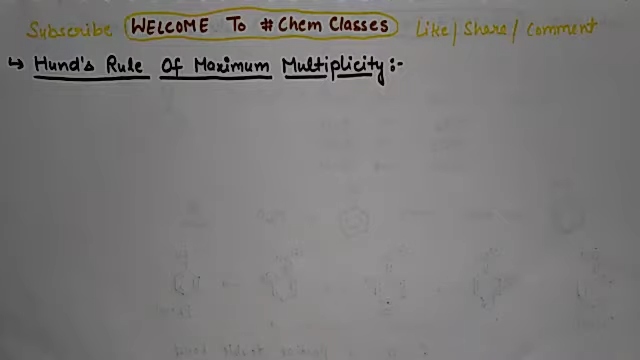 Subscribe WELCOME To #Chem Classes Like/Share/Comment
↳ Hund's Rule Of Maximum Multiplicity:-